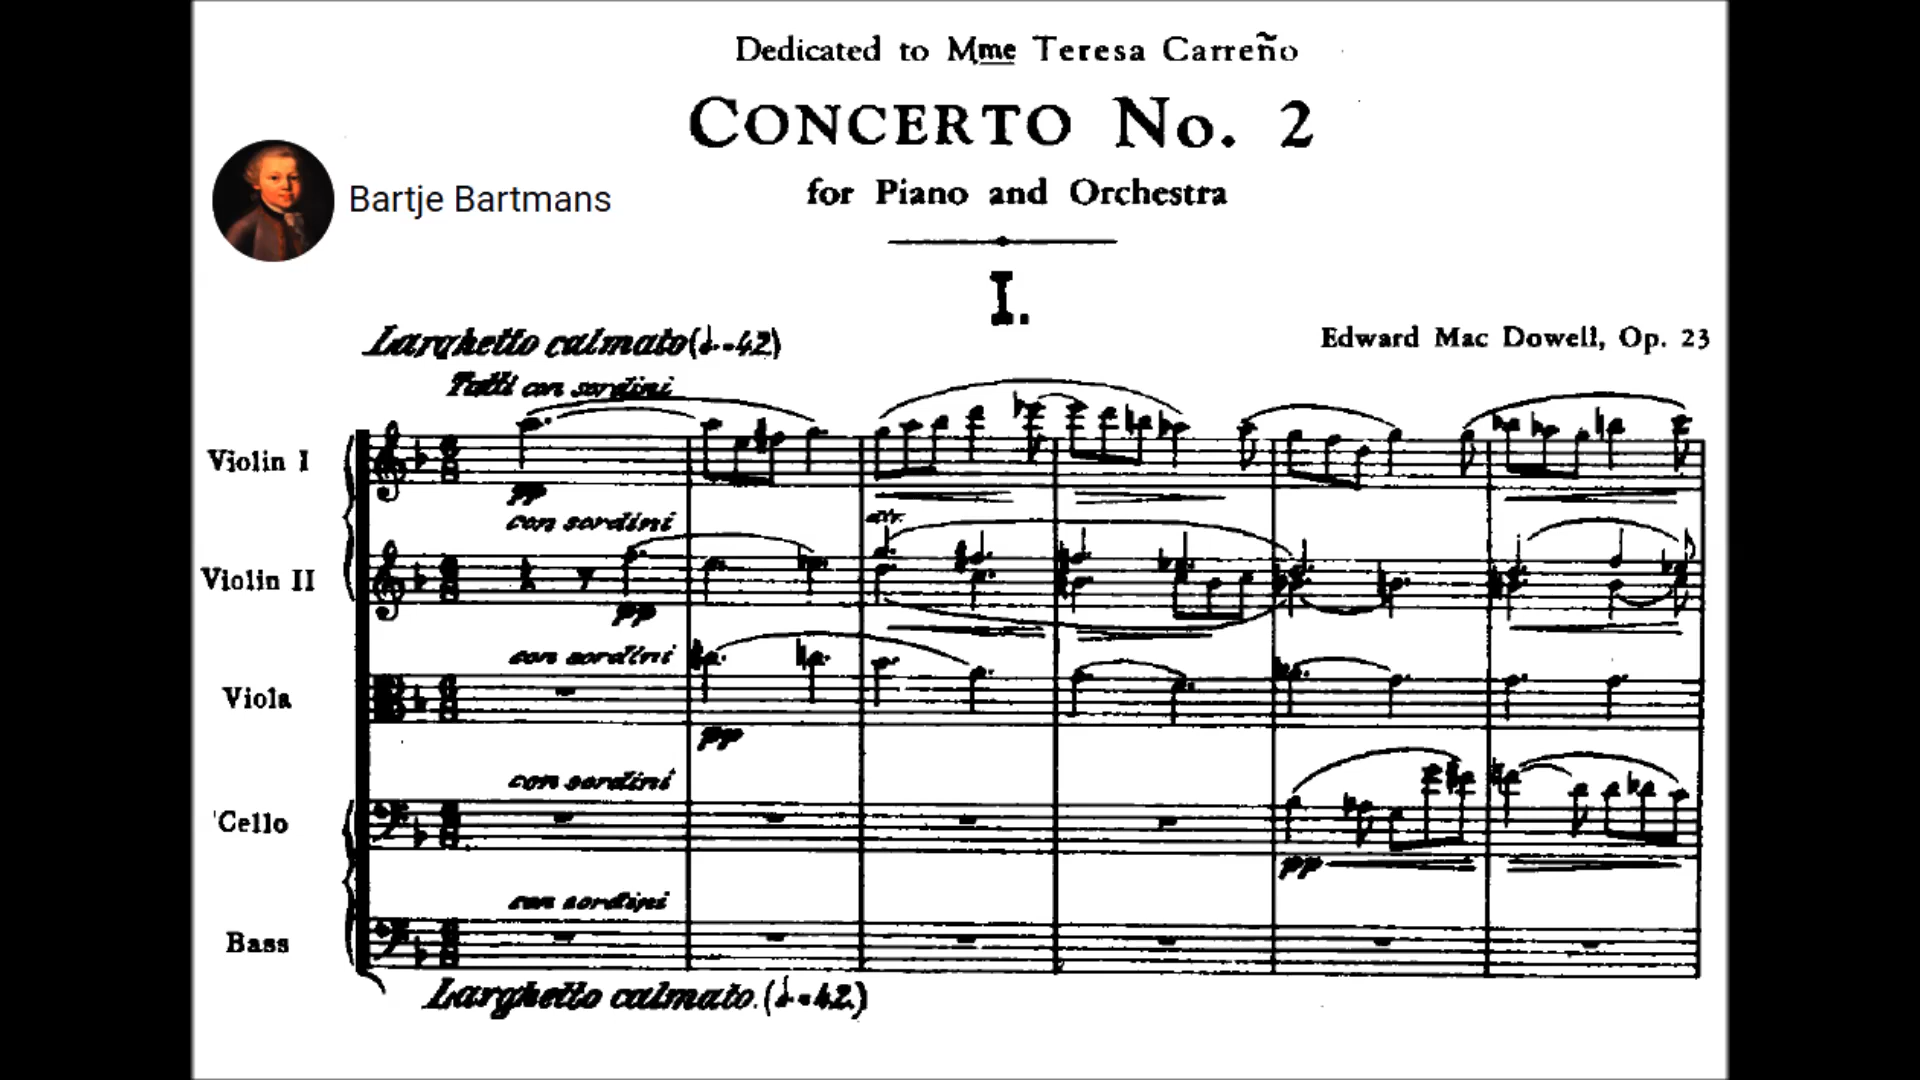 Dedicated to Mme Teresa Carreño
CONCERTO No. 2
Bartje Bartmans
for Piano and Orchestra
I.
Larghetto calmato (♩.=42)
Edward Mac Dowell, Op. 23
Tutti con sordini
Violin I
pp
con sordini
div.
Violin II
pp
con sordini
Viola
pp
con sordini
'Cello
pp
con sordini
Bass
Larghetto calmato. (♩.=42.)